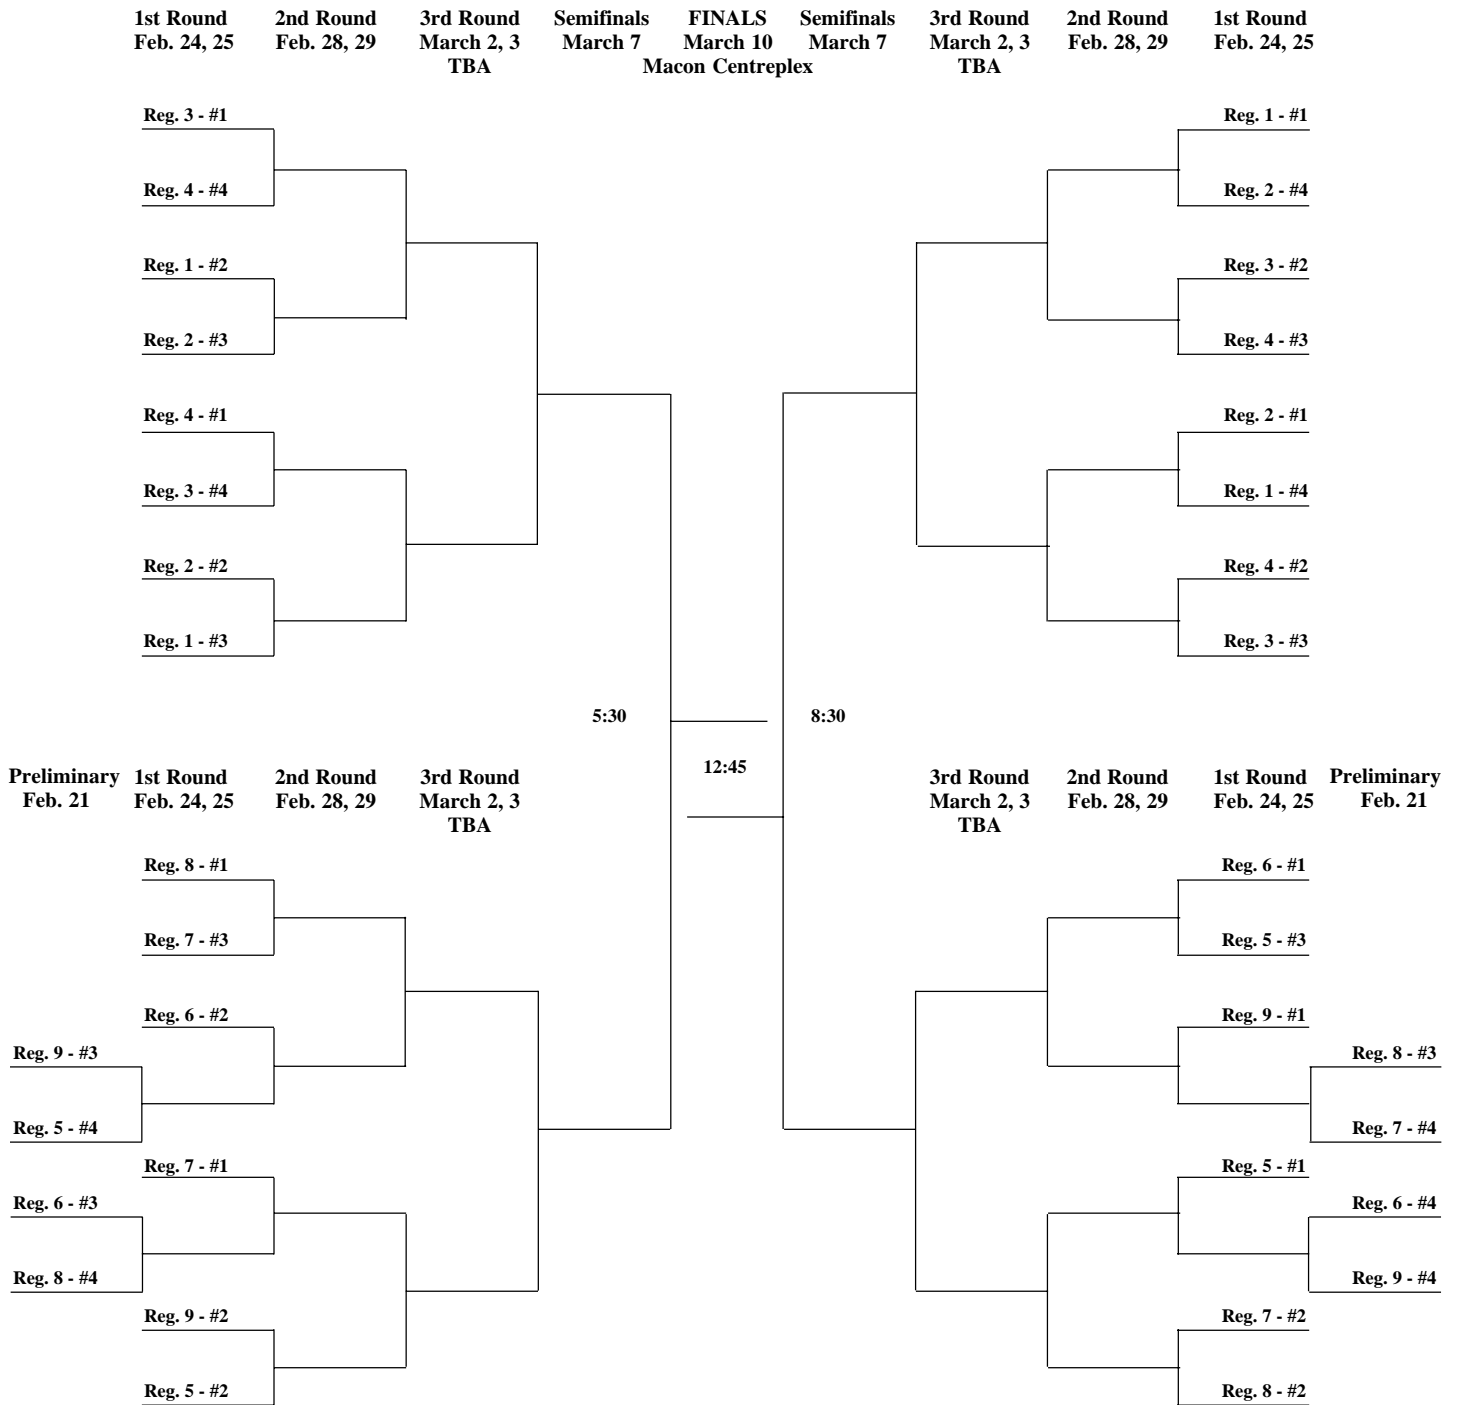 1st Round 2nd Round 3rd Round Semifinals FINALS Semifinals 3rd Round 2nd Round 1st Round
Feb. 24, 25 Feb. 28, 29 March 2, 3 March 7 March 10 March 7 March 2, 3 Feb. 28, 29 Feb. 24, 25
TBA Macon Centreplex TBA
Reg. 3 - #1 Reg. 1 - #1
Reg. 4 - #4 Reg. 2 - #4
Reg. 1 - #2 Reg. 3 - #2
Reg. 2 - #3 Reg. 4 - #3
Reg. 4 - #1 Reg. 2 - #1
Reg. 3 - #4 Reg. 1 - #4
Reg. 2 - #2 Reg. 4 - #2
Reg. 1 - #3 Reg. 3 - #3
5:30 8:30
12:45
Preliminary 1st Round 2nd Round 3rd Round 3rd Round 2nd Round 1st Round Preliminary
Feb. 21 Feb. 24, 25 Feb. 28, 29 March 2, 3 March 2, 3 Feb. 28, 29 Feb. 24, 25 Feb. 21
TBA TBA
Reg. 8 - #1 Reg. 6 - #1
Reg. 7 - #3 Reg. 5 - #3
Reg. 6 - #2 Reg. 9 - #1
Reg. 9 - #3 Reg. 8 - #3
Reg. 5 - #4 Reg. 7 - #4
Reg. 7 - #1 Reg. 5 - #1
Reg. 6 - #3 Reg. 6 - #4
Reg. 8 - #4 Reg. 9 - #4
Reg. 9 - #2 Reg. 7 - #2
Reg. 5 - #2 Reg. 8 - #2